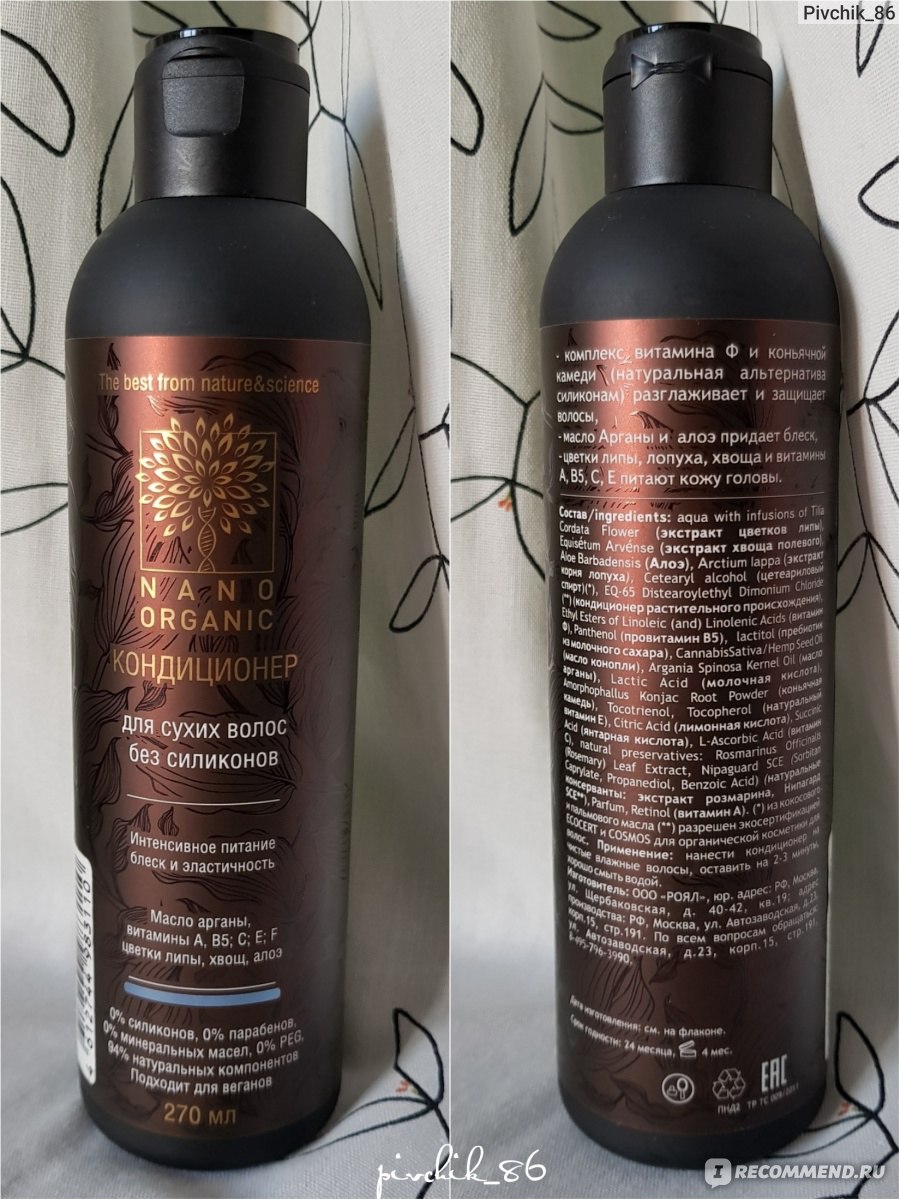 Pivchik_86
The best from nature&science
NANO
ORGANIC
КОНДИЦИОНЕР
для сухих волос
без силиконов
Интенсивное питание
блеск и эластичность
Масло арганы,
витамины А, В5; С; Е; F
цветки липы, хвощ, алоэ
0% силиконов, 0% парабенов,
0% минеральных масел, 0% PEG,
94% натуральных компонентов
Подходит для веганов
270 мл
- комплекс витамина Ф и коньячной
камеди (натуральная альтернатива
силиконам) разглаживает и защищает
волосы,
- масло Арганы и алоэ придает блеск,
- цветки липы, лопуха, хвоща и витамины
А, В5, С, Е питают кожу головы.
Состав/ingredients: aqua with infusions of Tilia
Cordata Flower (экстракт цветков липы),
Equisétum Arvénse (экстракт хвоща полевого),
Aloe Barbadensis (Алоэ), Arctium lappa (экстракт
корня лопуха), Cetearyl alcohol (цетеариловый
спирт)(*), EQ-65 Distearoylethyl Dimonium Chloride
(**) (кондиционер растительного происхождения),
Ethyl Esters of Linoleic (and) Linolenic Acids (витамин
Ф), Panthenol (провитамин В5), lactitol (пребиотик
из молочного сахара), CannabisSativa/Hemp Seed Oil
(масло конопли), Argania Spinosa Kernel Oil (масло
арганы), Lactic Acid (молочная кислота),
Amorphophallus Konjac Root Powder (коньячная
камедь), Tocotrienol, Tocopherol (натуральный
витамин Е), Citric Acid (лимонная кислота), Succinic
Acid (янтарная кислота), L-Ascorbic Acid (витамин
С), natural preservatives: Rosmarinus Officinalis
(Rosemary) Leaf Extract, Nipaguard SCE (Sorbitan
Caprylate, Propanediol, Benzoic Acid) (натуральные
консерванты: экстракт розмарина, Нипагард
SCE**), Parfum, Retinol (витамин А). (*) из кокосового
и пальмового масла (**) разрешен экосертификацией
ECOCERT и COSMOS для органической косметики для
волос. Применение: нанести кондиционер на
чистые влажные волосы, оставить на 2-3 минуты,
хорошо смыть водой.
Изготовитель: ООО «РОЯЛ», юр. адрес: РФ, Москва,
ул. Щербаковская, д. 40-42, кв.19; адрес
производства: РФ, Москва, ул. Автозаводская, д.23,
корп.15, стр.191. По всем вопросам обращаться:
ул. Автозаводская, д.23, корп.15, стр.191,
8-495-796-3990;
Дата изготовления: см. на флаконе.
Срок годности: 24 месяца, 4 мес.
ПНД2 ТР ТС 009/2011
EAC
pivchik_86
IRECOMMEND.RU